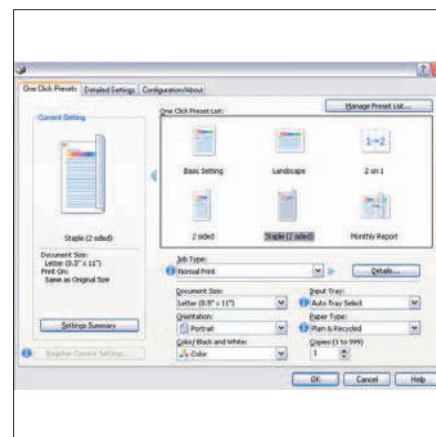 One Click Presets Detailed Settings Configuration/About
Current Setting
One Click Preset List:
Manage Preset List...
Basic Setting
Landscape
1→2
2 on 1
2 sided
Staple (2 sided)
Monthly Report
Staple (2 sided)
Document Size:
Letter (8.5" x 11")
Print On:
Same as Original Size
Settings Summary
Register Current Settings...
Job Type:
Normal Print
Details...
Document Size:
Letter (8.5" x 11")
Input Tray:
Auto Tray Select
Orientation:
Portrait
Paper Type:
Plain & Recycled
Color/ Black and White:
Color
Copies:(1 to 999)
1
OK Cancel Help